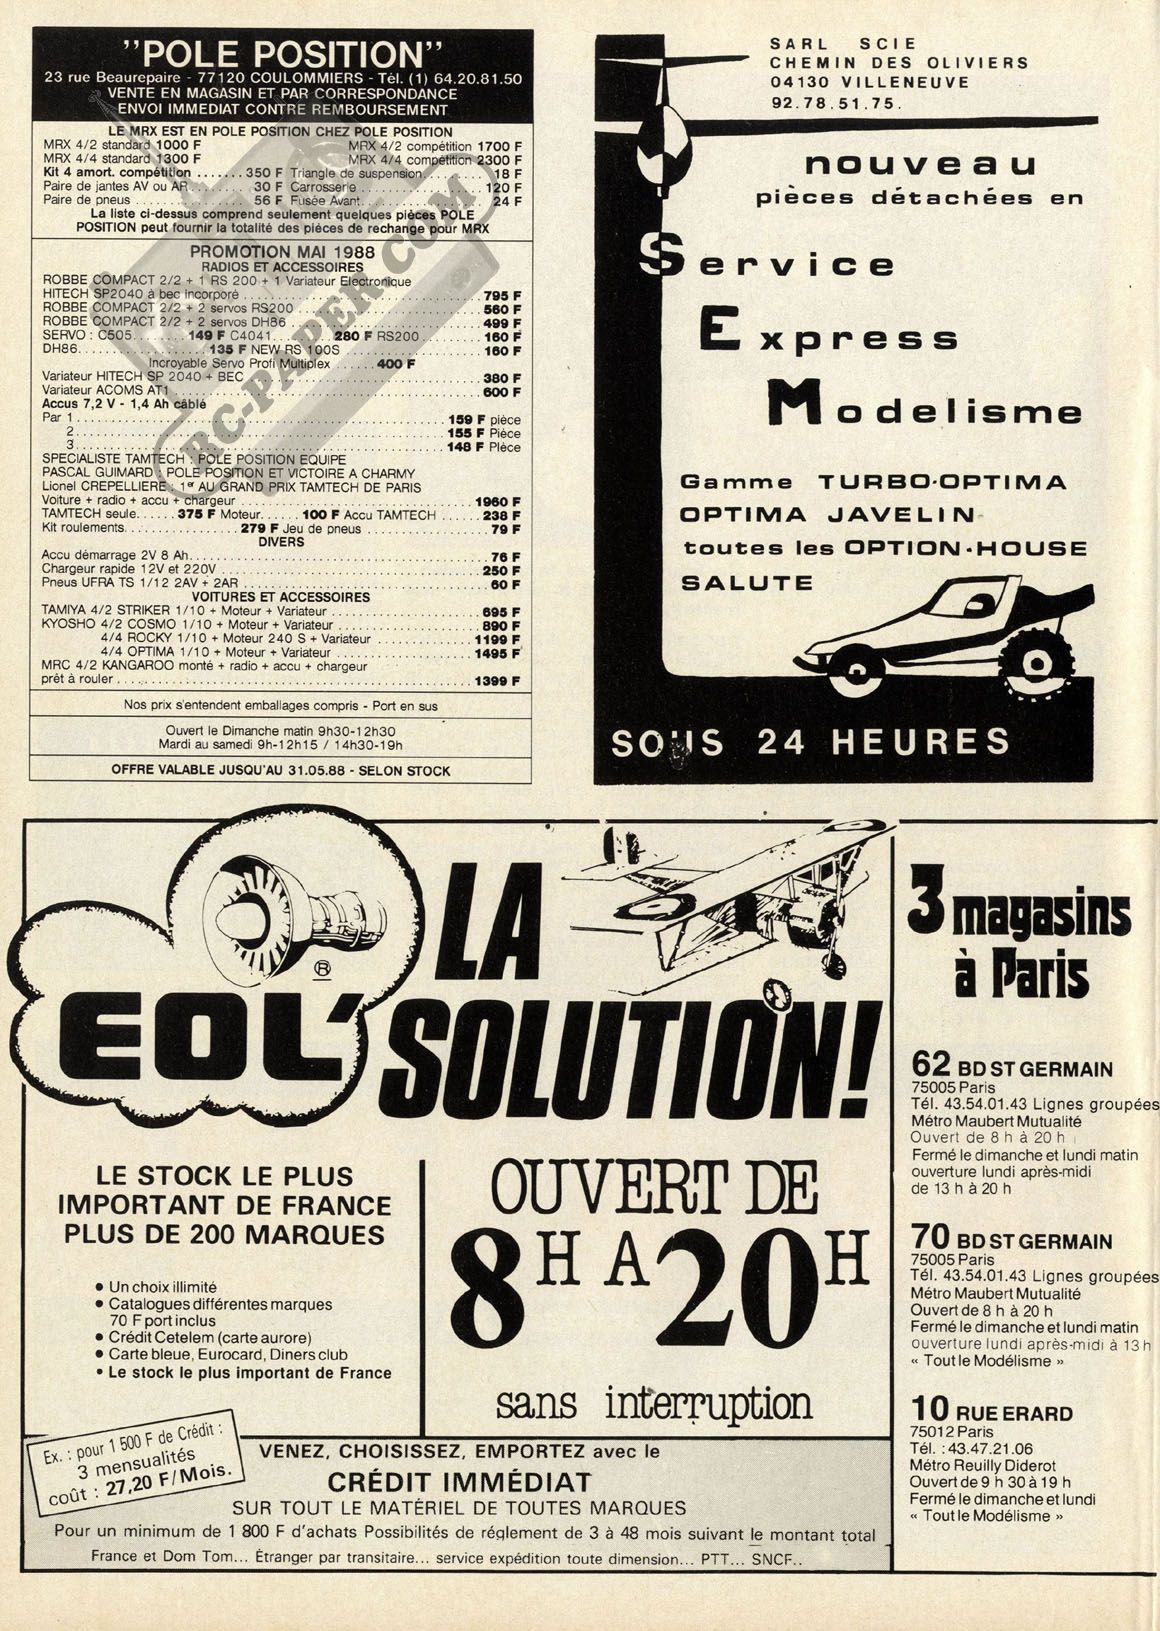 "POLE POSITION"
23 rue Beaurepaire - 77120 COULOMMIERS - Tél. (1) 64.20.81.50
VENTE EN MAGASIN ET PAR CORRESPONDANCE
ENVOI IMMEDIAT CONTRE REMBOURSEMENT
LE MRX EST EN POLE POSITION CHEZ POLE POSITION
MRX 4/2 standard 1000 F MRX 4/2 compétition 1700 F
MRX 4/4 standard 1300 F MRX 4/4 compétition 2300 F
Kit 4 amort. compétition ....... 350 F Triangle de suspension ........ 18 F
Paire de jantes AV ou AR ........ 30 F Carrosserie ........ 120 F
Paire de pneus ........ 56 F Fusée Avant ........ 24 F
La liste ci-dessus comprend seulement quelques pièces POLE
POSITION peut fournir la totalité des pièces de rechange pour MRX
PROMOTION MAI 1988
RADIOS ET ACCESSOIRES
ROBBE COMPACT 2/2 + 1 RS 200 + 1 Variateur Electronique
HITECH SP2040 à bec incorporé ........ 795 F
ROBBE COMPACT 2/2 + 2 servos RS200 ........ 560 F
ROBBE COMPACT 2/2 + 2 servos DH86 ........ 499 F
SERVO : C505 ........ 149 F C4041 ........ 280 F RS200 ........ 160 F
DH86 ........ 135 F NEW RS 100S ........ 160 F
Incroyable Servo Profi Multiplex ........ 400 F
Variateur HITECH SP 2040 + BEC ........ 380 F
Variateur ACOMS AT1 ........ 600 F
Accus 7,2 V - 1,4 Ah câblé
Par 1 ........ 159 F pièce
2 ........ 155 F Pièce
3 ........ 148 F Pièce
SPECIALISTE TAMTECH : POLE POSITION EQUIPE
PASCAL GUIMARD : POLE POSITION ET VICTOIRE A CHARMY
Lionel CREPELLIERE : 1er AU GRAND PRIX TAMTECH DE PARIS
Voiture + radio + accu + chargeur ........ 1960 F
TAMTECH seule ..... 375 F Moteur ..... 100 F Accu TAMTECH ..... 238 F
Kit roulements ........ 279 F Jeu de pneus ........ 79 F
DIVERS
Accu démarrage 2V 8 Ah ........ 76 F
Chargeur rapide 12V et 220V ........ 250 F
Pneus UFRA TS 1/12 2AV + 2AR ........ 60 F
VOITURES ET ACCESSOIRES
TAMIYA 4/2 STRIKER 1/10 + Moteur + Variateur ........ 695 F
KYOSHO 4/2 COSMO 1/10 + Moteur + Variateur ........ 890 F
4/4 ROCKY 1/10 + Moteur 240 S + Variateur ........ 1199 F
4/4 OPTIMA 1/10 + Moteur + Variateur ........ 1495 F
MRC 4/2 KANGAROO monté + radio + accu + chargeur
prêt à rouler ........ 1399 F
Nos prix s'entendent emballages compris - Port en sus
Ouvert le Dimanche matin 9h30-12h30
Mardi au samedi 9h-12h15 / 14h30-19h
OFFRE VALABLE JUSQU'AU 31.05.88 - SELON STOCK
RC-PAPER.COM
SARL SCIE
CHEMIN DES OLIVIERS
04130 VILLENEUVE
92.78.51.75.
nouveau
pièces détachées en
Service
Express
Modelisme
Gamme TURBO-OPTIMA
OPTIMA JAVELIN
toutes les OPTION-HOUSE
SALUTE
SOUS 24 HEURES
EOL' ®
LA
SOLUTION!
LE STOCK LE PLUS
IMPORTANT DE FRANCE
PLUS DE 200 MARQUES
• Un choix illimité
• Catalogues différentes marques
70 F port inclus
• Crédit Cetelem (carte aurore)
• Carte bleue, Eurocard, Diners club
• Le stock le plus important de France
OUVERT DE
8H A 20H
sans interruption
Ex. : pour 1 500 F de Crédit :
3 mensualités
coût : 27,20 F/Mois.
VENEZ, CHOISISSEZ, EMPORTEZ avec le
CRÉDIT IMMÉDIAT
SUR TOUT LE MATÉRIEL DE TOUTES MARQUES
Pour un minimum de 1 800 F d'achats Possibilités de réglement de 3 à 48 mois suivant le montant total
France et Dom Tom... Étranger par transitaire... service expédition toute dimension... PTT... SNCF..
3 magasins
à Paris
62 BD ST GERMAIN
75005 Paris
Tél. 43.54.01.43 Lignes groupées
Métro Maubert Mutualité
Ouvert de 8 h à 20 h
Fermé le dimanche et lundi matin
ouverture lundi après-midi
de 13 h à 20 h
70 BD ST GERMAIN
75005 Paris
Tél. 43.54.01.43 Lignes groupées
Métro Maubert Mutualité
Ouvert de 8 h à 20 h
Fermé le dimanche et lundi matin
ouverture lundi après-midi à 13 h
« Tout le Modélisme »
10 RUE ERARD
75012 Paris
Tél. : 43.47.21.06
Métro Reuilly Diderot
Ouvert de 9 h 30 à 19 h
Fermé le dimanche et lundi
« Tout le Modélisme »